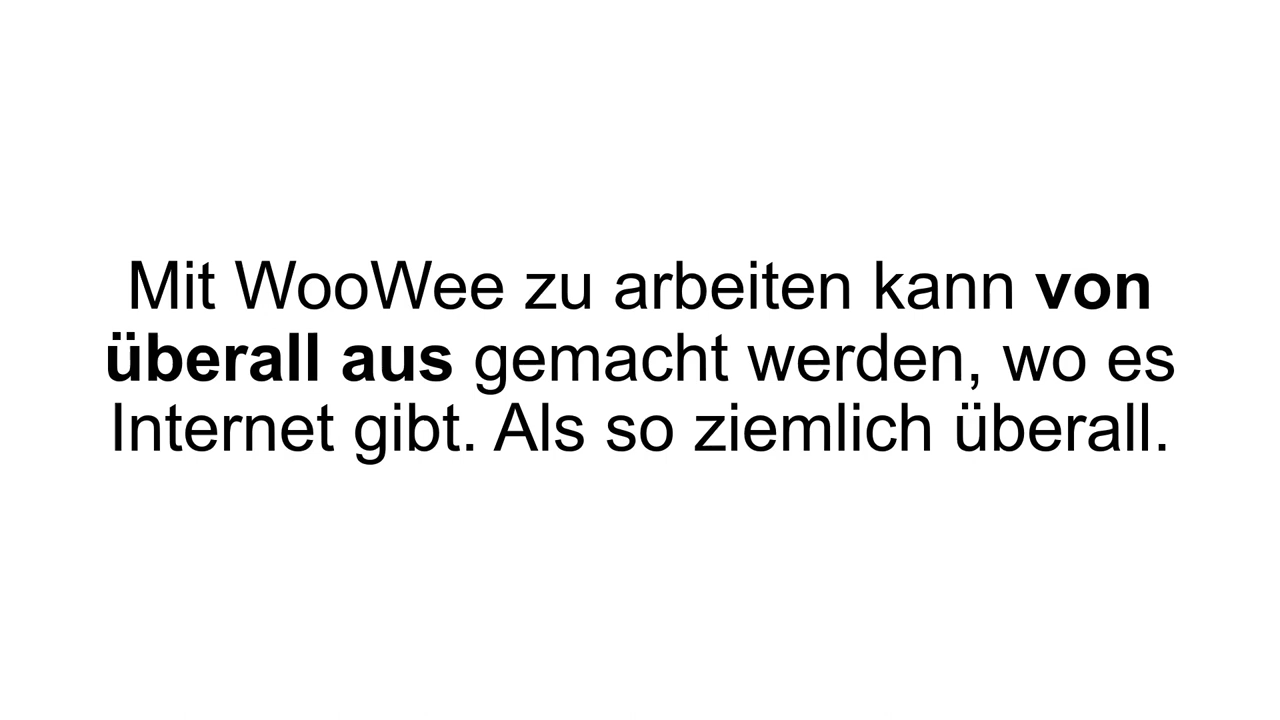 Mit WooWee zu arbeiten kann von
überall aus gemacht werden, wo es
Internet gibt. Als so ziemlich überall.